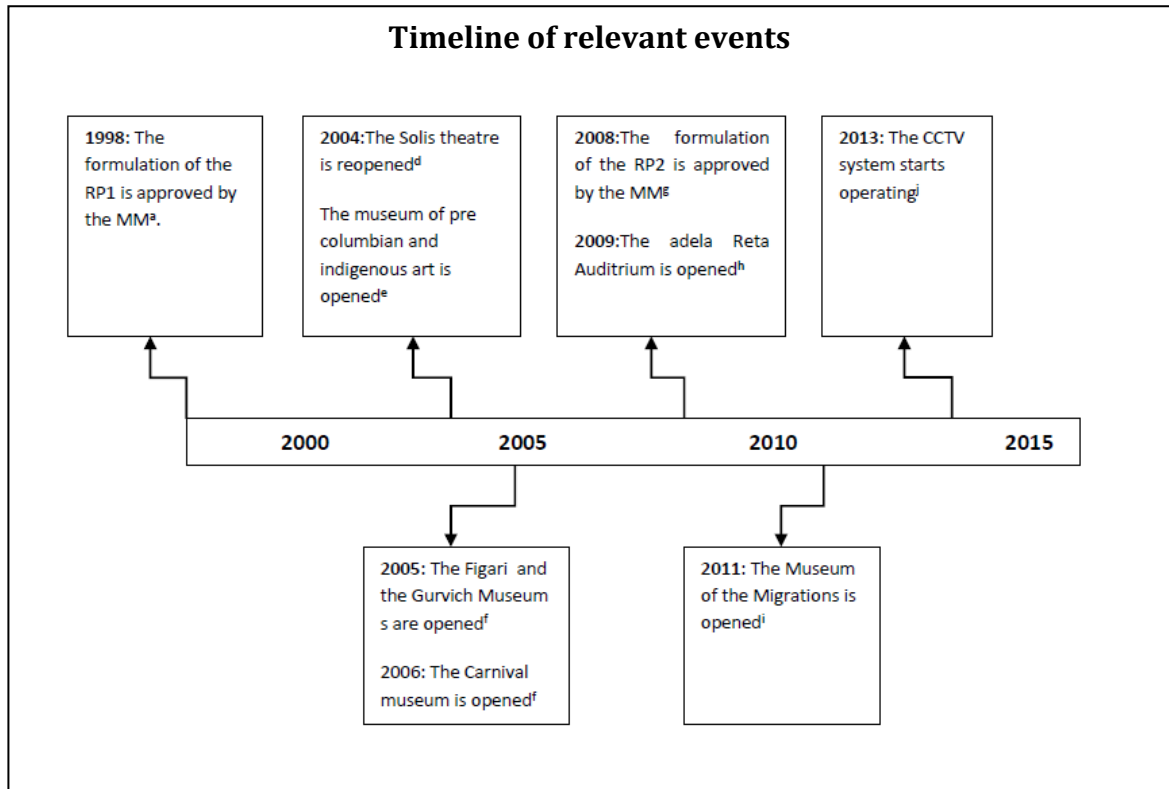 Timeline of relevant events
1998: The
formulation of the
RP1 is approved by
the MMᵃ.
2004:The Solis theatre
is reopenedᵈ
The museum of pre
columbian and
indigenous art is
openedᵉ
2008:The formulation
of the RP2 is approved
by the MMᵍ
2009:The adela Reta
Auditrium is openedʰ
2013: The CCTV
system starts
operatingʲ
2000 2005 2010 2015
2005: The Figari and
the Gurvich Museum
s are openedᶠ
2006: The Carnival
museum is openedᶠ
2011: The Museum
of the Migrations is
openedⁱ